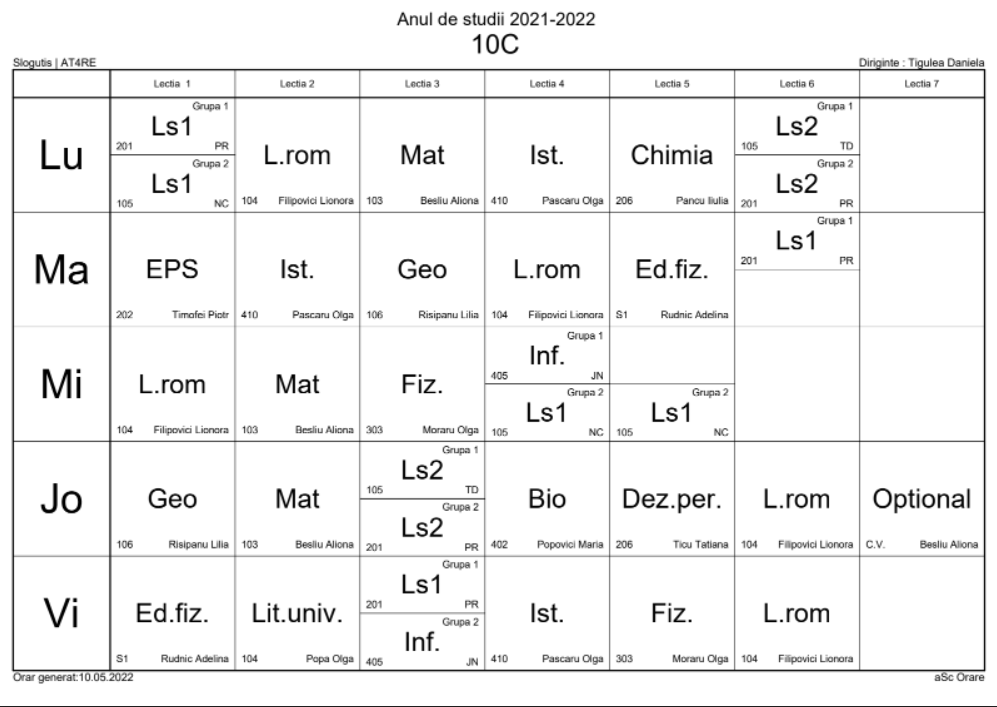 Anul de studii 2021-2022
10C
Slogutis | AT4RE Diriginte : Tigulea Daniela
Lectia 1 Lectia 2 Lectia 3 Lectia 4 Lectia 5 Lectia 6 Lectia 7
Lu
Grupa 1
Ls1
201 PR
Grupa 2
Ls1
105 NC
L.rom
104 Filipovici Lionora
Mat
103 Besliu Aliona
Ist.
410 Pascaru Olga
Chimia
206 Pancu Iiulia
Grupa 1
Ls2
105 TD
Grupa 2
Ls2
201 PR
Ma
EPS
202 Timofei Piotr
Ist.
410 Pascaru Olga
Geo
106 Risipanu Lilia
L.rom
104 Filipovici Lionora
Ed.fiz.
S1 Rudnic Adelina
Grupa 1
Ls1
201 PR
Mi
L.rom
104 Filipovici Lionora
Mat
103 Besliu Aliona
Fiz.
303 Moraru Olga
Grupa 1
Inf.
405 JN
Grupa 2
Ls1
105 NC
Grupa 2
Ls1
105 NC
Jo
Geo
106 Risipanu Lilia
Mat
103 Besliu Aliona
Grupa 1
Ls2
105 TD
Grupa 2
Ls2
201 PR
Bio
402 Popovici Maria
Dez.per.
206 Ticu Tatiana
L.rom
104 Filipovici Lionora
Optional
C.V. Besliu Aliona
Vi
Ed.fiz.
S1 Rudnic Adelina
Lit.univ.
104 Popa Olga
Grupa 1
Ls1
201 PR
Grupa 2
Inf.
405 JN
Ist.
410 Pascaru Olga
Fiz.
303 Moraru Olga
L.rom
104 Filipovici Lionora
Orar generat:10.05.2022 aSc Orare